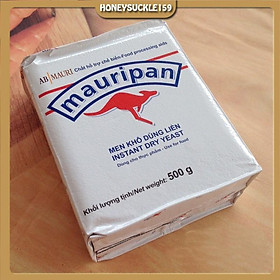 HONEYSUCKLE159
AB MAURI Chất hỗ trợ chế biến-Food processing aids
mauripan
MEN KHÔ DÙNG LIỀN
INSTANT DRY YEAST
Dùng cho thực phẩm - Use for food
Khối lượng tịnh/Net weight: 500 g